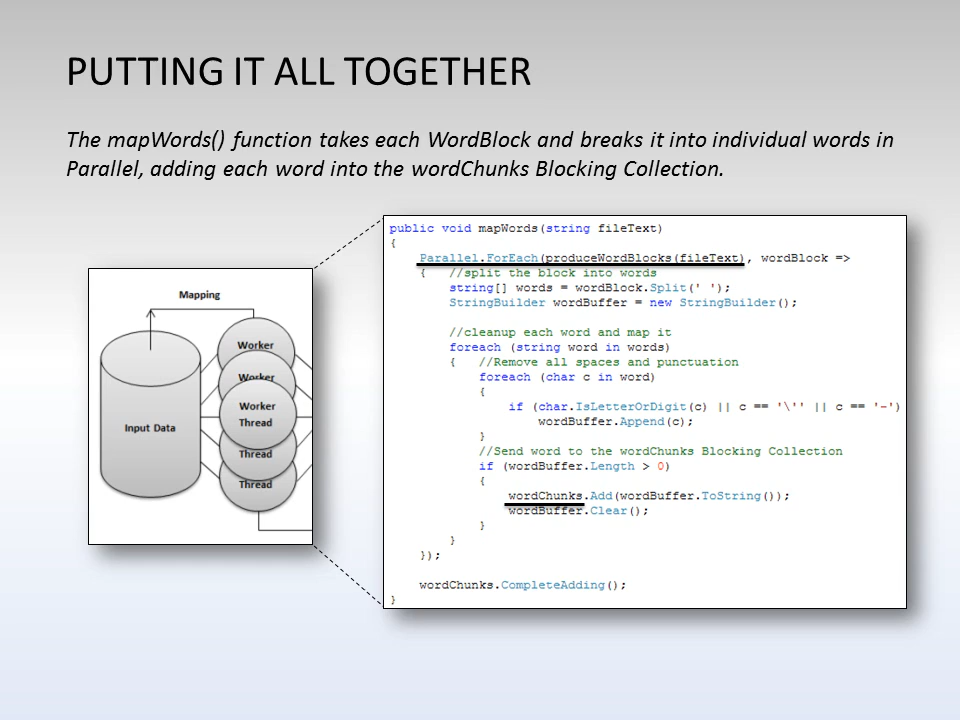 PUTTING IT ALL TOGETHER
The mapWords() function takes each WordBlock and breaks it into individual words in
Parallel, adding each word into the wordChunks Blocking Collection.
Mapping
Worker
Worker
Worker
Thread
Thread
Thread
Input Data
public void mapWords(string fileText)
{
Parallel.ForEach(produceWordBlocks(fileText), wordBlock =>
{ //split the block into words
string[] words = wordBlock.Split(' ');
StringBuilder wordBuffer = new StringBuilder();
//cleanup each word and map it
foreach (string word in words)
{ //Remove all spaces and punctuation
foreach (char c in word)
{
if (char.IsLetterOrDigit(c) || c == '\'' || c == '-')
wordBuffer.Append(c);
}
//Send word to the wordChunks Blocking Collection
if (wordBuffer.Length > 0)
{
wordChunks.Add(wordBuffer.ToString());
wordBuffer.Clear();
}
}
});
wordChunks.CompleteAdding();
}